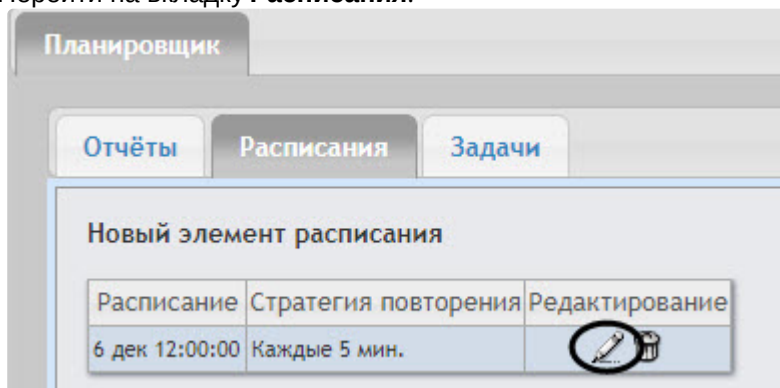 Перейти на вкладку Расписания.
Планировщик
Отчёты Расписания Задачи
Новый элемент расписания
Расписание Стратегия повторения Редактирование
6 дек 12:00:00 Каждые 5 мин.